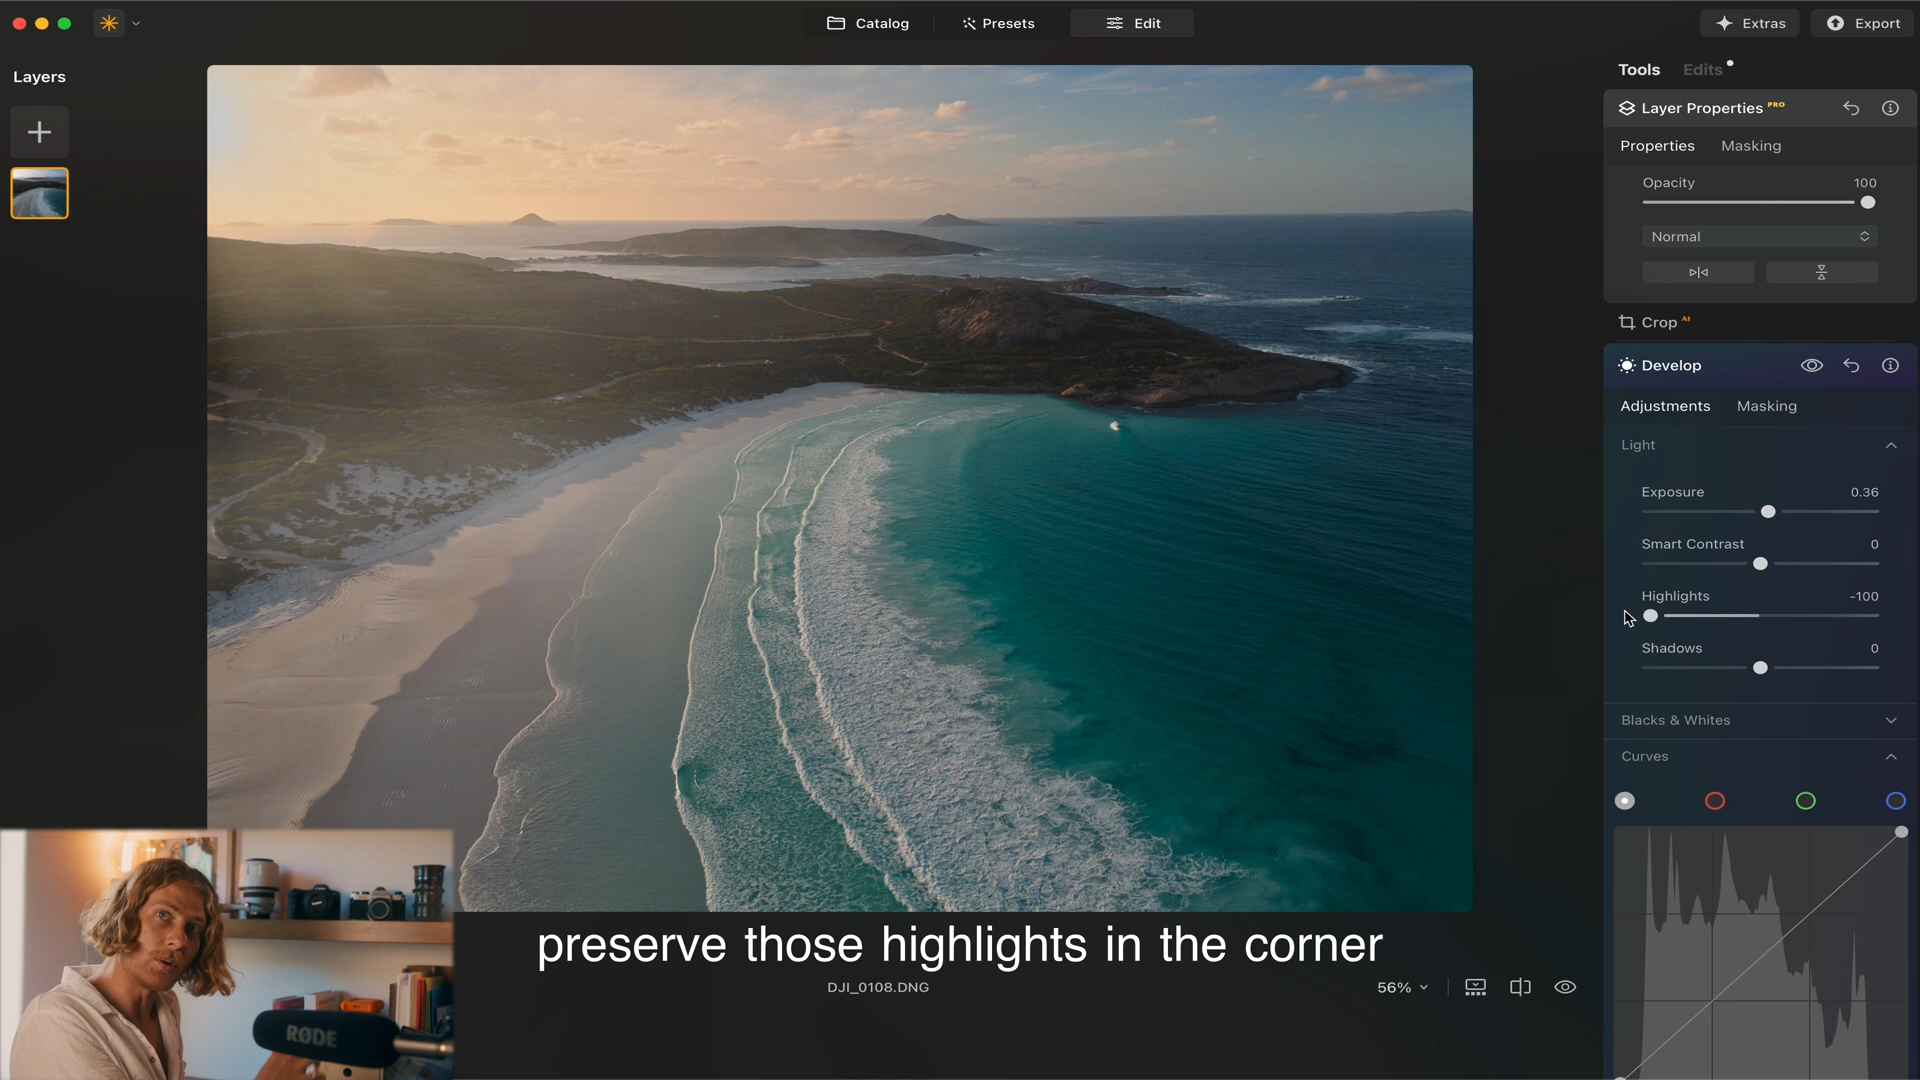 Catalog
Presets
Edit
Extras
Export
Layers
Tools
Edits
Layer Properties PRO
Properties
Masking
Opacity
100
Normal
Crop AI
Develop
Adjustments
Masking
Light
Exposure
0.36
Smart Contrast
0
Highlights
-100
Shadows
0
Blacks & Whites
Curves
preserve those highlights in the corner
DJI_0108.DNG
56%
RØDE